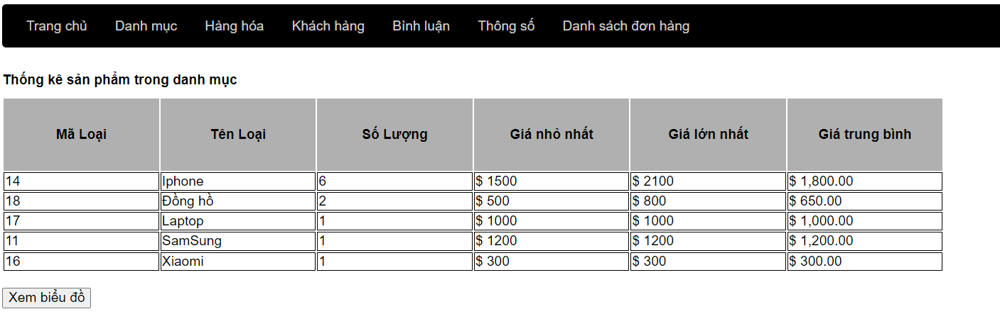 Trang chủ Danh mục Hàng hóa Khách hàng Bình luận Thông số Danh sách đơn hàng
Thống kê sản phẩm trong danh mục
Mã Loại Tên Loại Số Lượng Giá nhỏ nhất Giá lớn nhất Giá trung bình
14 Iphone 6 $ 1500 $ 2100 $ 1,800.00
18 Đồng hồ 2 $ 500 $ 800 $ 650.00
17 Laptop 1 $ 1000 $ 1000 $ 1,000.00
11 SamSung 1 $ 1200 $ 1200 $ 1,200.00
16 Xiaomi 1 $ 300 $ 300 $ 300.00
Xem biểu đồ